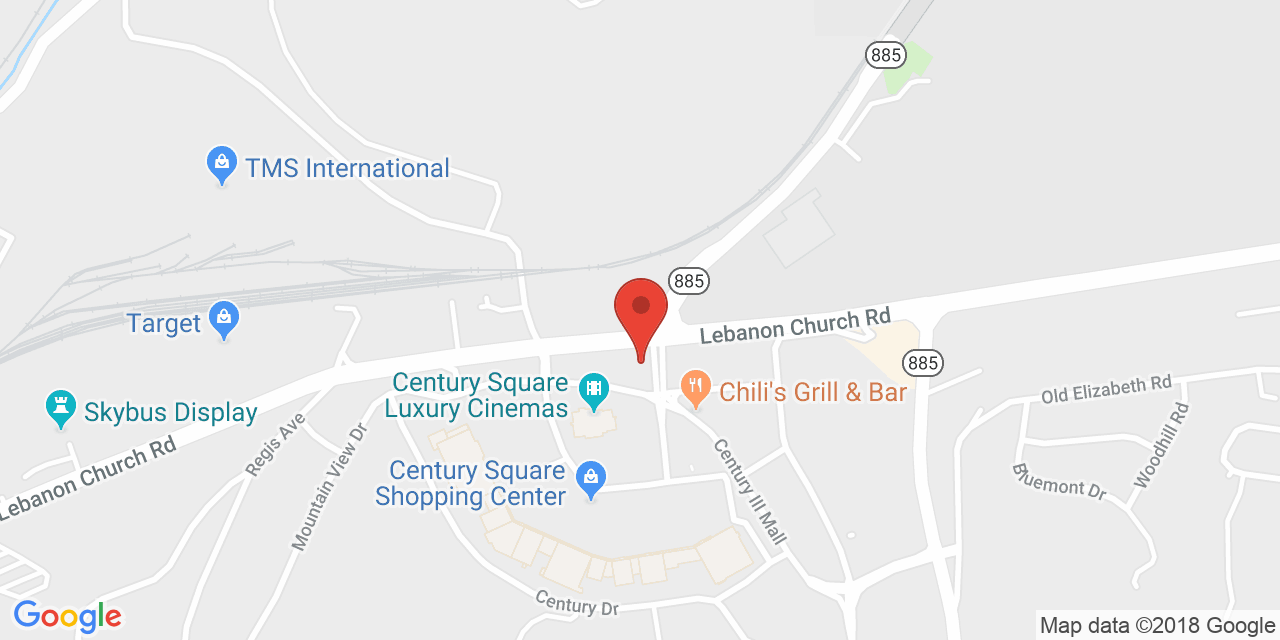 885
TMS International
885
Target
Lebanon Church Rd
885
Century Square
Luxury Cinemas
Chili's Grill & Bar
Old Elizabeth Rd
Skybus Display
Regis Ave
Woodhill Rd
Lebanon Church Rd
Mountain View Dr
Century Square
Shopping Center
Century III Mall
Bluemont Dr
Century Dr
Google
Map data ©2018 Google